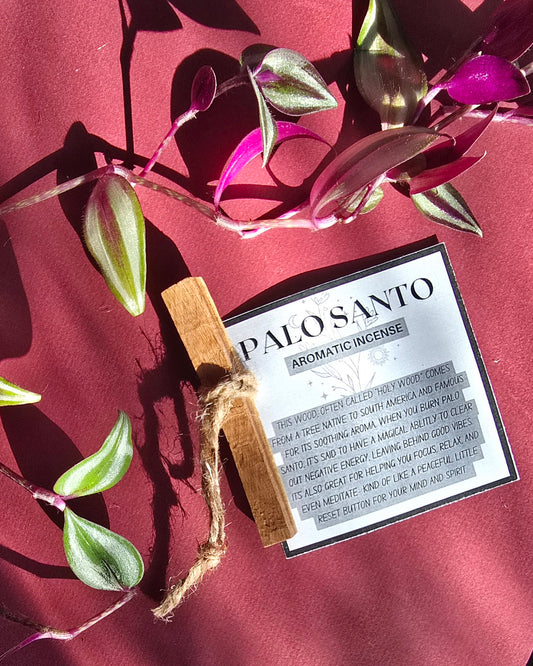 PALO SANTO
AROMATIC INCENSE
THIS WOOD, OFTEN CALLED "HOLY WOOD" COMES
FROM A TREE NATIVE TO SOUTH AMERICA AND FAMOUS
FOR ITS SOOTHING AROMA. WHEN YOU BURN PALO
SANTO, IT'S SAID TO HAVE A MAGICAL ABILITY TO CLEAR
OUT NEGATIVE ENERGY, LEAVING BEHIND GOOD VIBES.
ITS ALSO GREAT FOR HELPING YOU FOCUS, RELAX, AND
EVEN MEDITATE - KIND OF LIKE A PEACEFUL LITTLE
RESET BUTTON FOR YOUR MIND AND SPIRIT